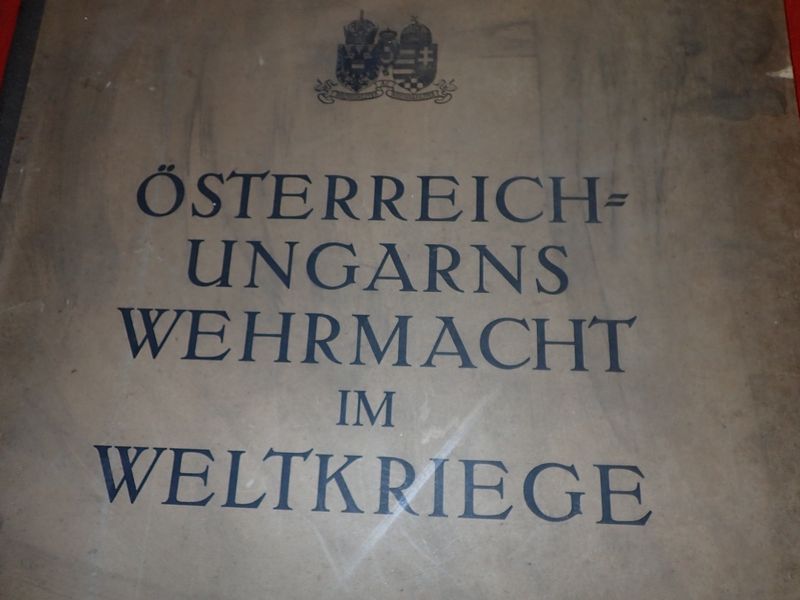 ÖSTERREICH=
UNGARNS
WEHRMACHT
IM
WELTKRIEGE